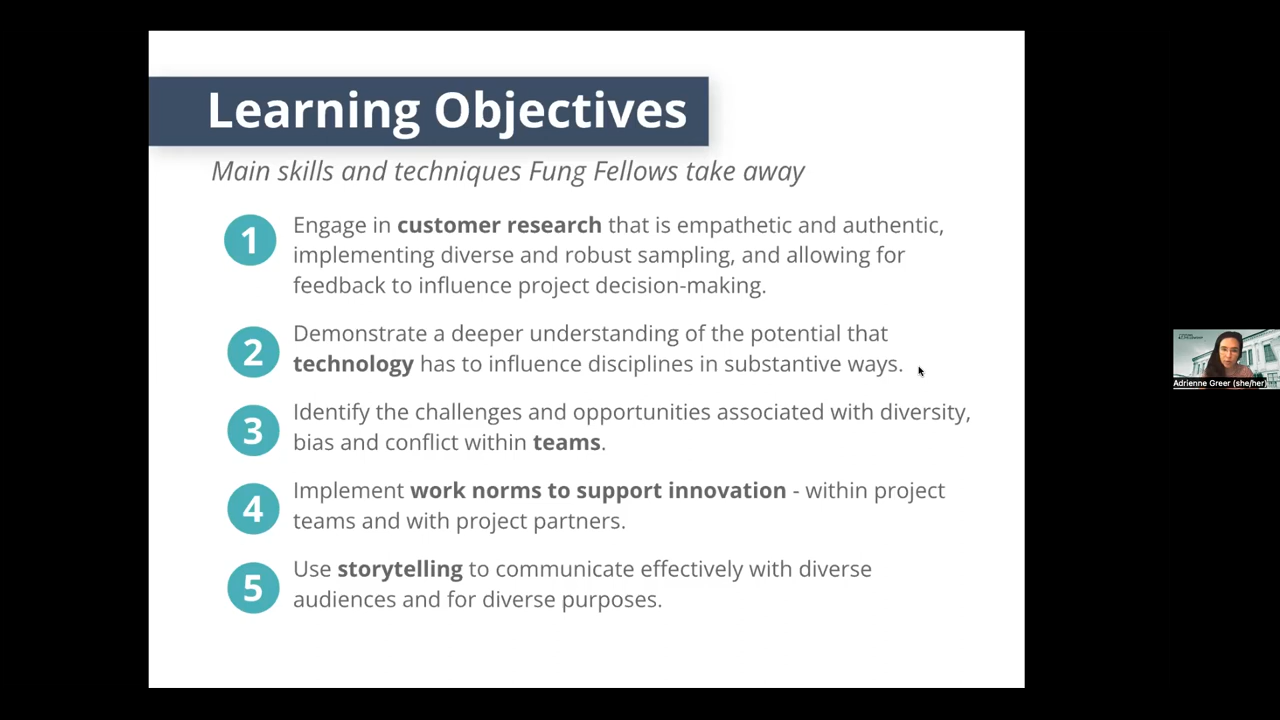 Learning Objectives
Main skills and techniques Fung Fellows take away
1
Engage in customer research that is empathetic and authentic,
implementing diverse and robust sampling, and allowing for
feedback to influence project decision-making.
2
Demonstrate a deeper understanding of the potential that
technology has to influence disciplines in substantive ways.
3
Identify the challenges and opportunities associated with diversity,
bias and conflict within teams.
4
Implement work norms to support innovation - within project
teams and with project partners.
5
Use storytelling to communicate effectively with diverse
audiences and for diverse purposes.
Adrienne Greer (she/her)